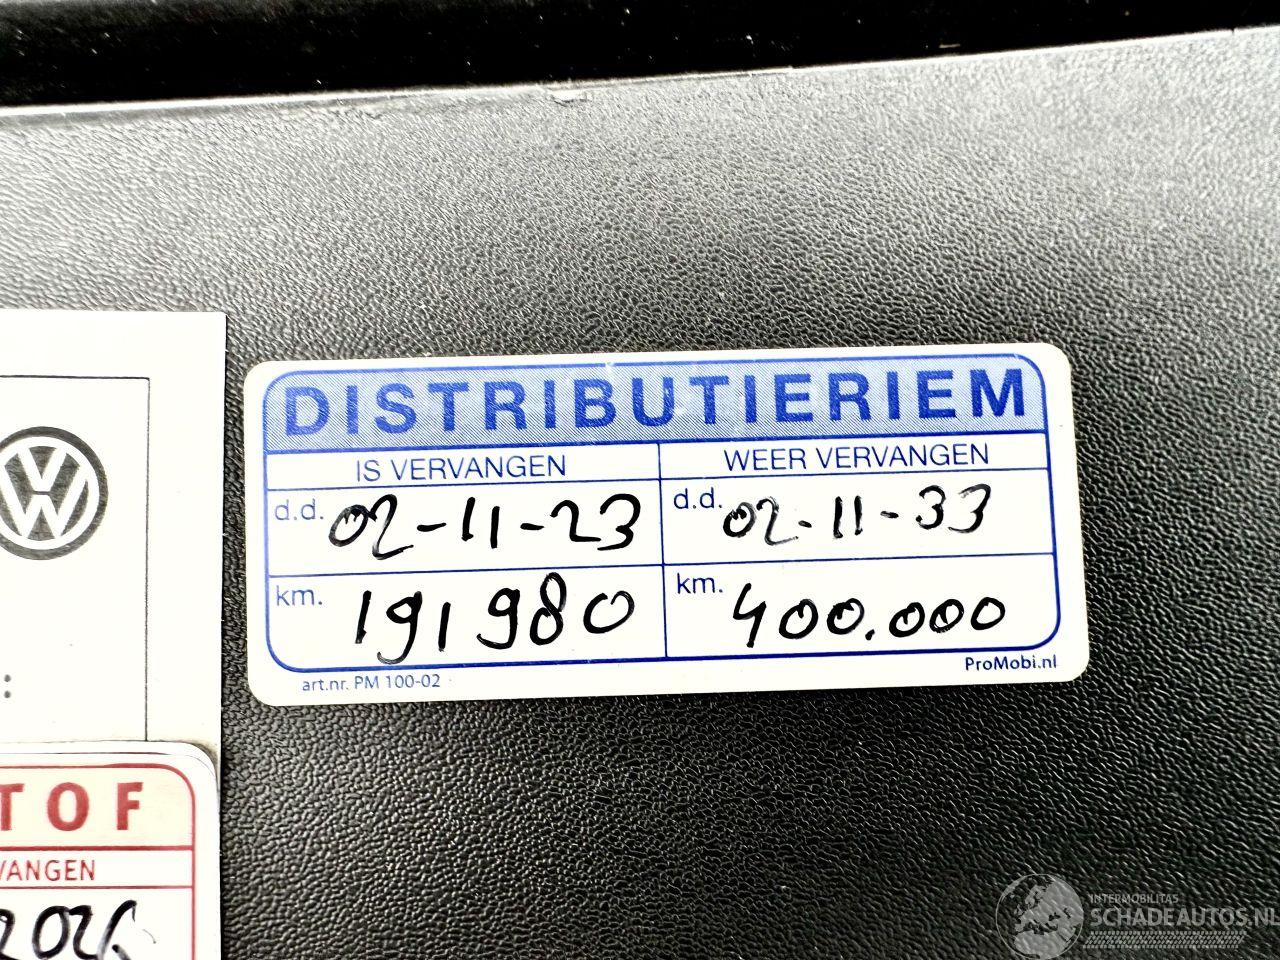 DISTRIBUTIERIEM
IS VERVANGEN
WEER VERVANGEN
d.d. 02-11-23
d.d. 02-11-33
km. 191980
km. 400.000
art.nr. PM 100-02
ProMobi.nl
:
TOF
VANGEN
2026
INTERMOBILITAS
SCHADEAUTOS.NL